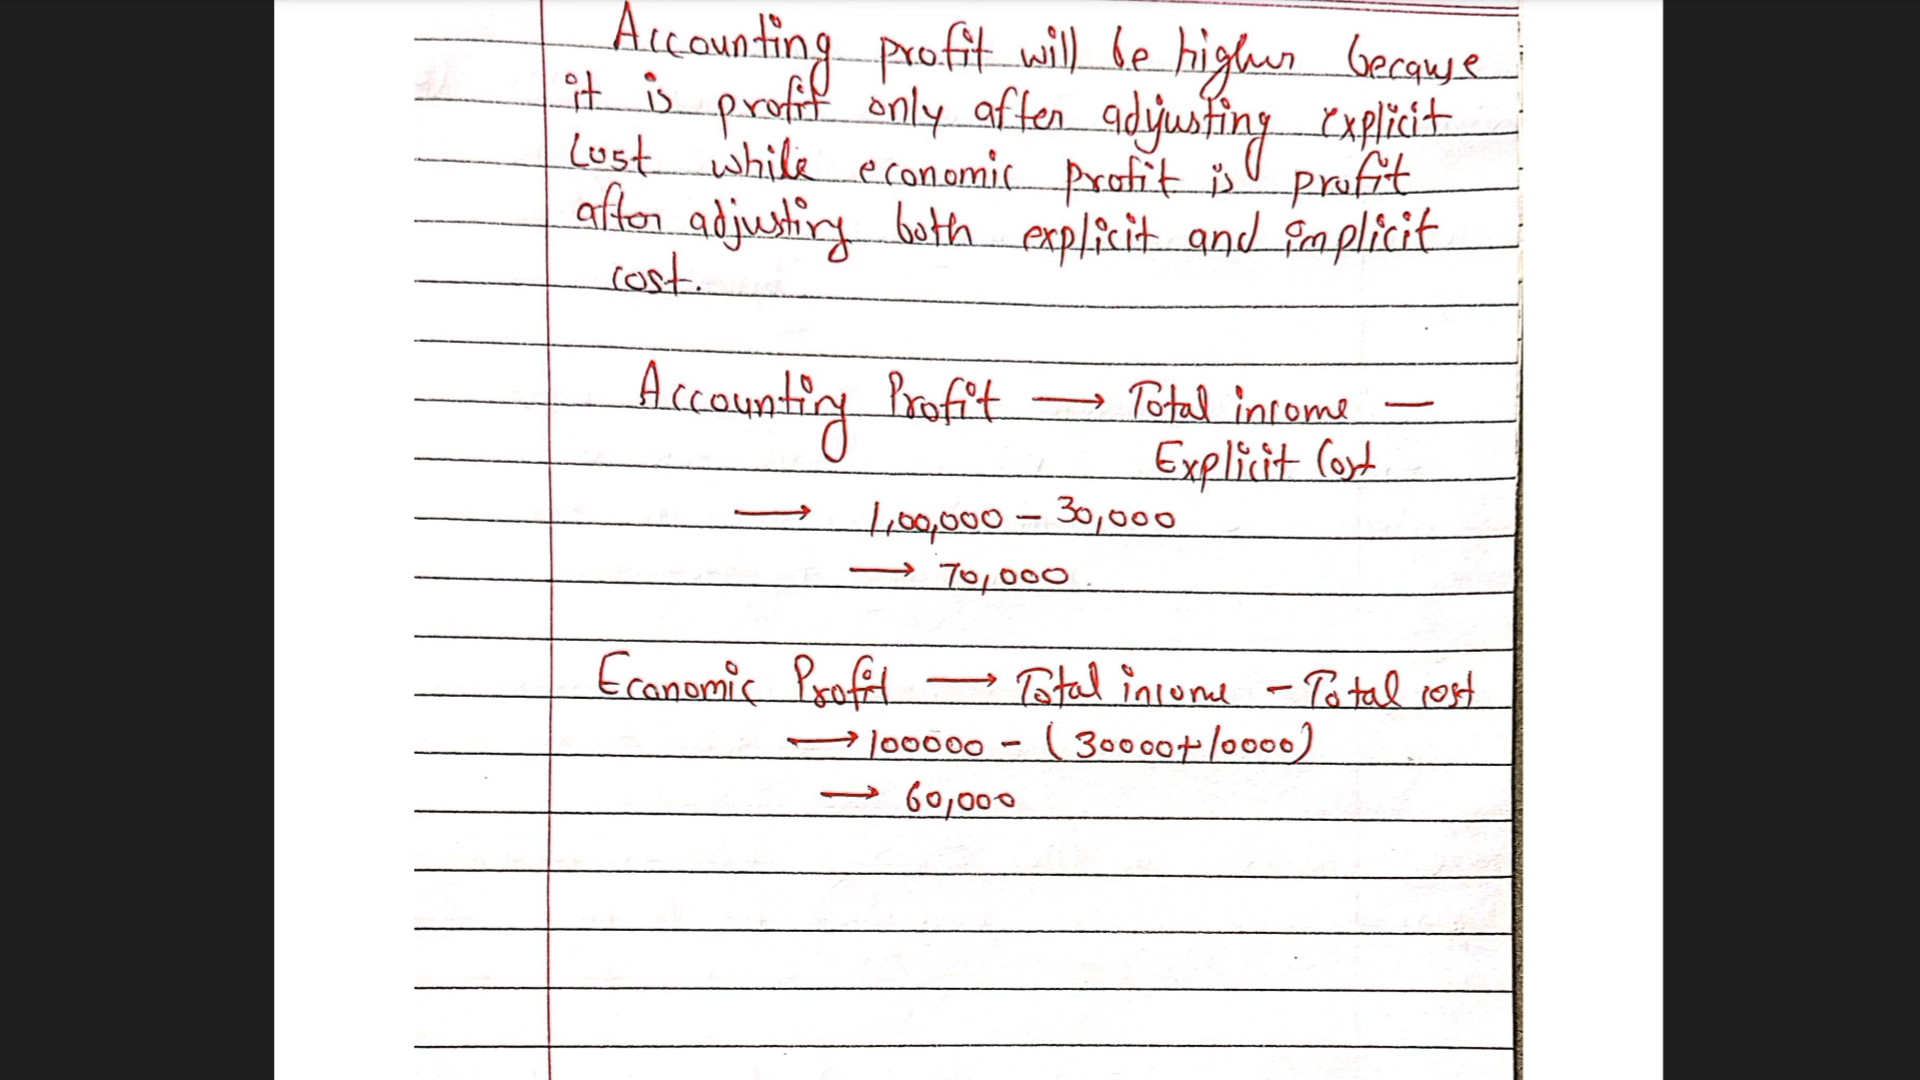 Accounting profit will be higher because
it is profit only after adjusting explicit
cost while economic profit is profit
after adjusting both explicit and implicit
cost.
Accounting Profit → Total income —
Explicit Cost
→ 1,00,000 - 30,000
→ 70,000
Economic Profit → Total income - Total cost
→ 100000 - (30000+10000)
→ 60,000